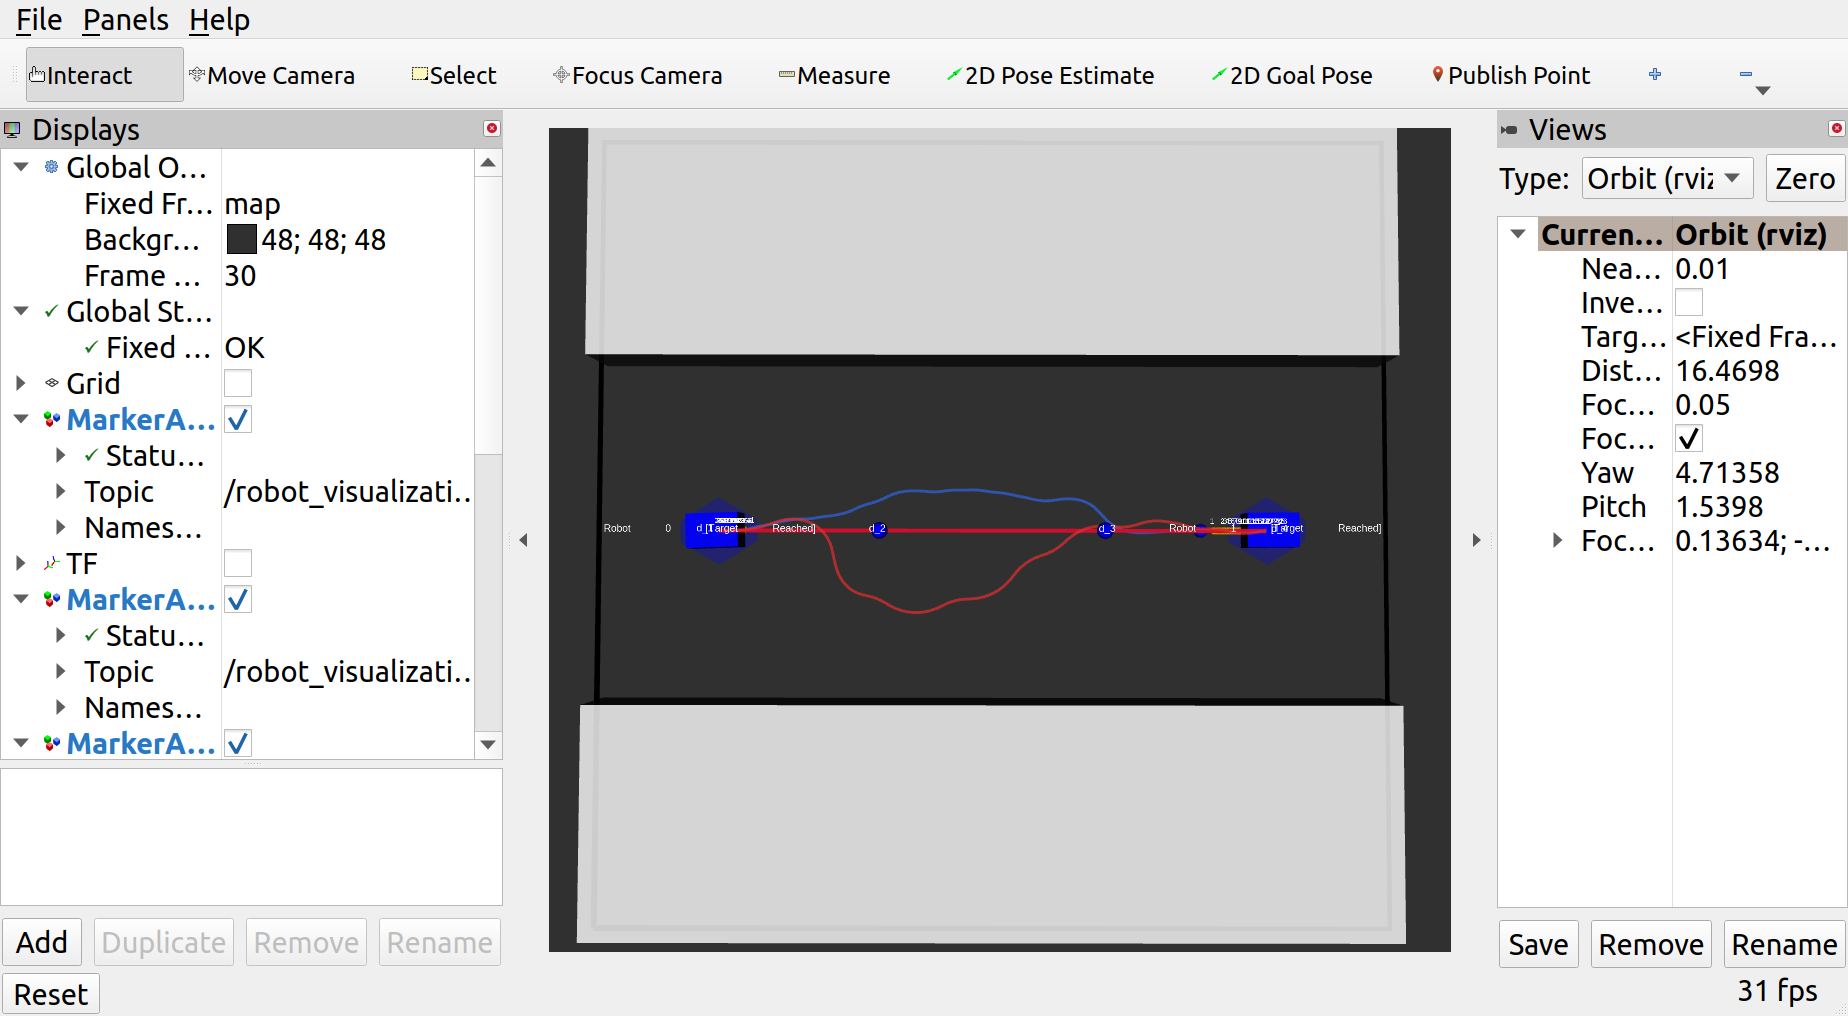 File Panels Help
Interact Move Camera Select Focus Camera Measure 2D Pose Estimate 2D Goal Pose Publish Point
Displays
Global O...
Fixed Fr... map
Backgr... 48; 48; 48
Frame ... 30
Global St...
Fixed ... OK
Grid
MarkerA...
Statu...
Topic /robot_visualizati...
Names...
TF
MarkerA...
Statu...
Topic /robot_visualizati...
Names...
MarkerA...
Add Duplicate Remove Rename
Reset
Robot 0 Target Reached] d_2 d_3 Robot 1 Reached]
Views
Type: Orbit (rviz Zero
Curren... Orbit (rviz)
Nea... 0.01
Inve...
Targ... <Fixed Fra...
Dist... 16.4698
Foc... 0.05
Foc...
Yaw 4.71358
Pitch 1.5398
Foc... 0.13634; -...
Save Remove Rename
31 fps